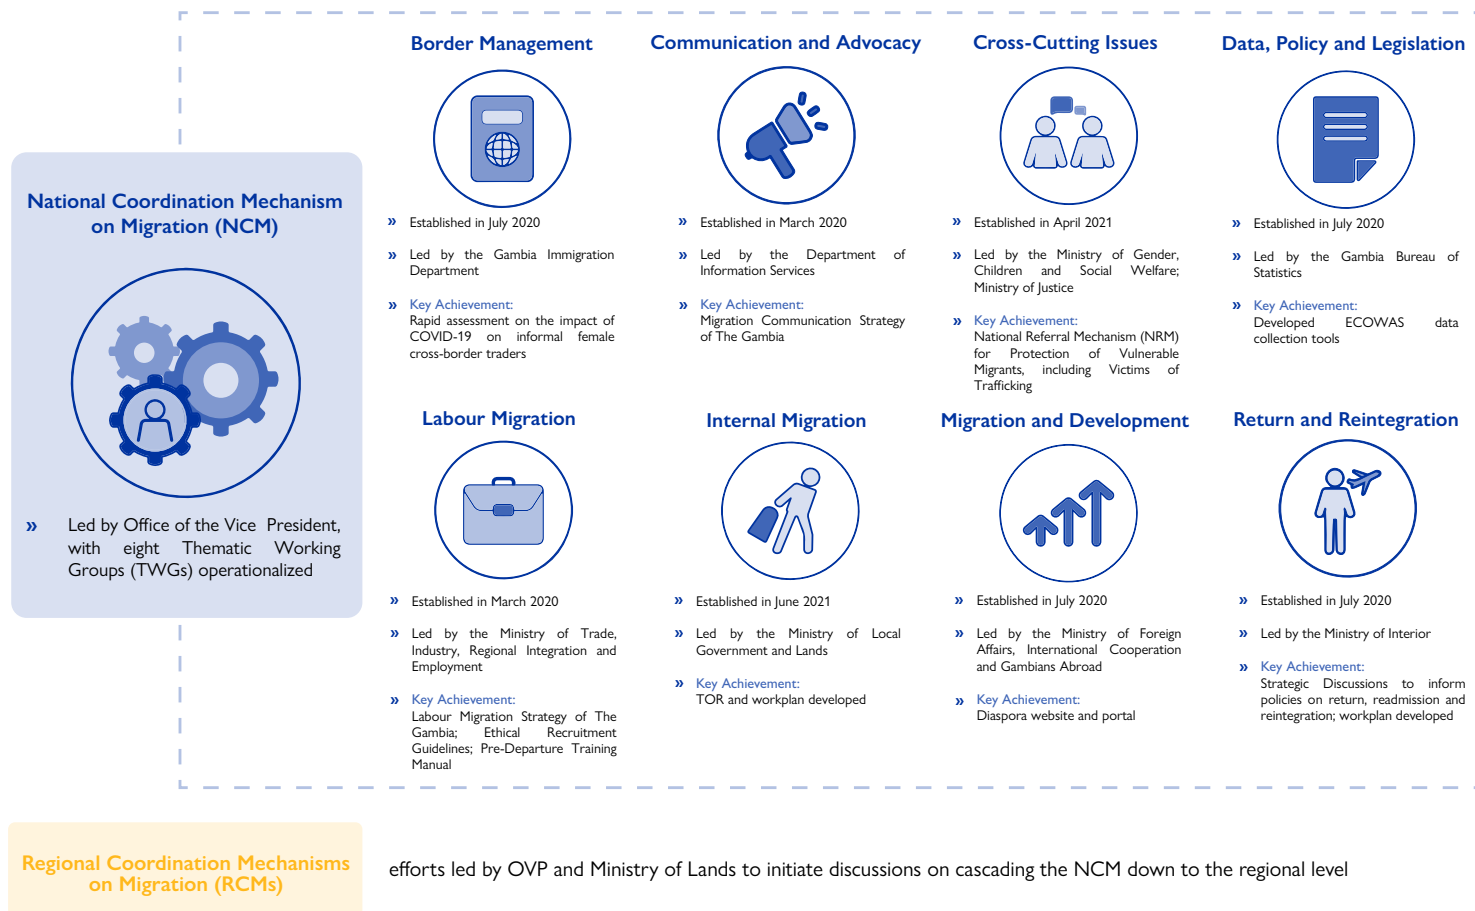 National Coordination Mechanism
on Migration (NCM)
» Led by Office of the Vice President,
with eight Thematic Working
Groups (TWGs) operationalized
Border Management
» Established in July 2020
» Led by the Gambia Immigration
Department
» Key Achievement:
Rapid assessment on the impact of
COVID-19 on informal female
cross-border traders
Communication and Advocacy
» Established in March 2020
» Led by the Department of
Information Services
» Key Achievement:
Migration Communication Strategy
of The Gambia
Cross-Cutting Issues
» Established in April 2021
» Led by the Ministry of Gender,
Children and Social Welfare;
Ministry of Justice
» Key Achievement:
National Referral Mechanism (NRM)
for Protection of Vulnerable
Migrants, including Victims of
Trafficking
Data, Policy and Legislation
» Established in July 2020
» Led by the Gambia Bureau of
Statistics
» Key Achievement:
Developed ECOWAS data
collection tools
Labour Migration
» Established in March 2020
» Led by the Ministry of Trade,
Industry, Regional Integration and
Employment
» Key Achievement:
Labour Migration Strategy of The
Gambia; Ethical Recruitment
Guidelines; Pre-Departure Training
Manual
Internal Migration
» Established in June 2021
» Led by the Ministry of Local
Government and Lands
» Key Achievement:
TOR and workplan developed
Migration and Development
» Established in July 2020
» Led by the Ministry of Foreign
Affairs, International Cooperation
and Gambians Abroad
» Key Achievement:
Diaspora website and portal
Return and Reintegration
» Established in July 2020
» Led by the Ministry of Interior
» Key Achievement:
Strategic Discussions to inform
policies on return, readmission and
reintegration; workplan developed
Regional Coordination Mechanisms
on Migration (RCMs)
efforts led by OVP and Ministry of Lands to initiate discussions on cascading the NCM down to the regional level